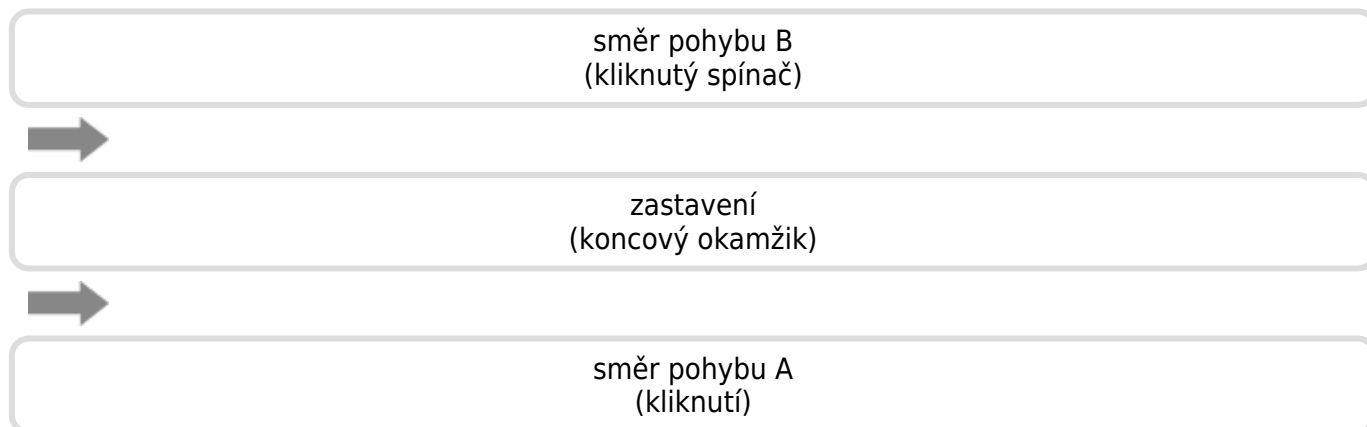 směr pohybu B
(kliknutý spínač)
zastavení
(koncový okamžik)
směr pohybu A
(kliknutí)